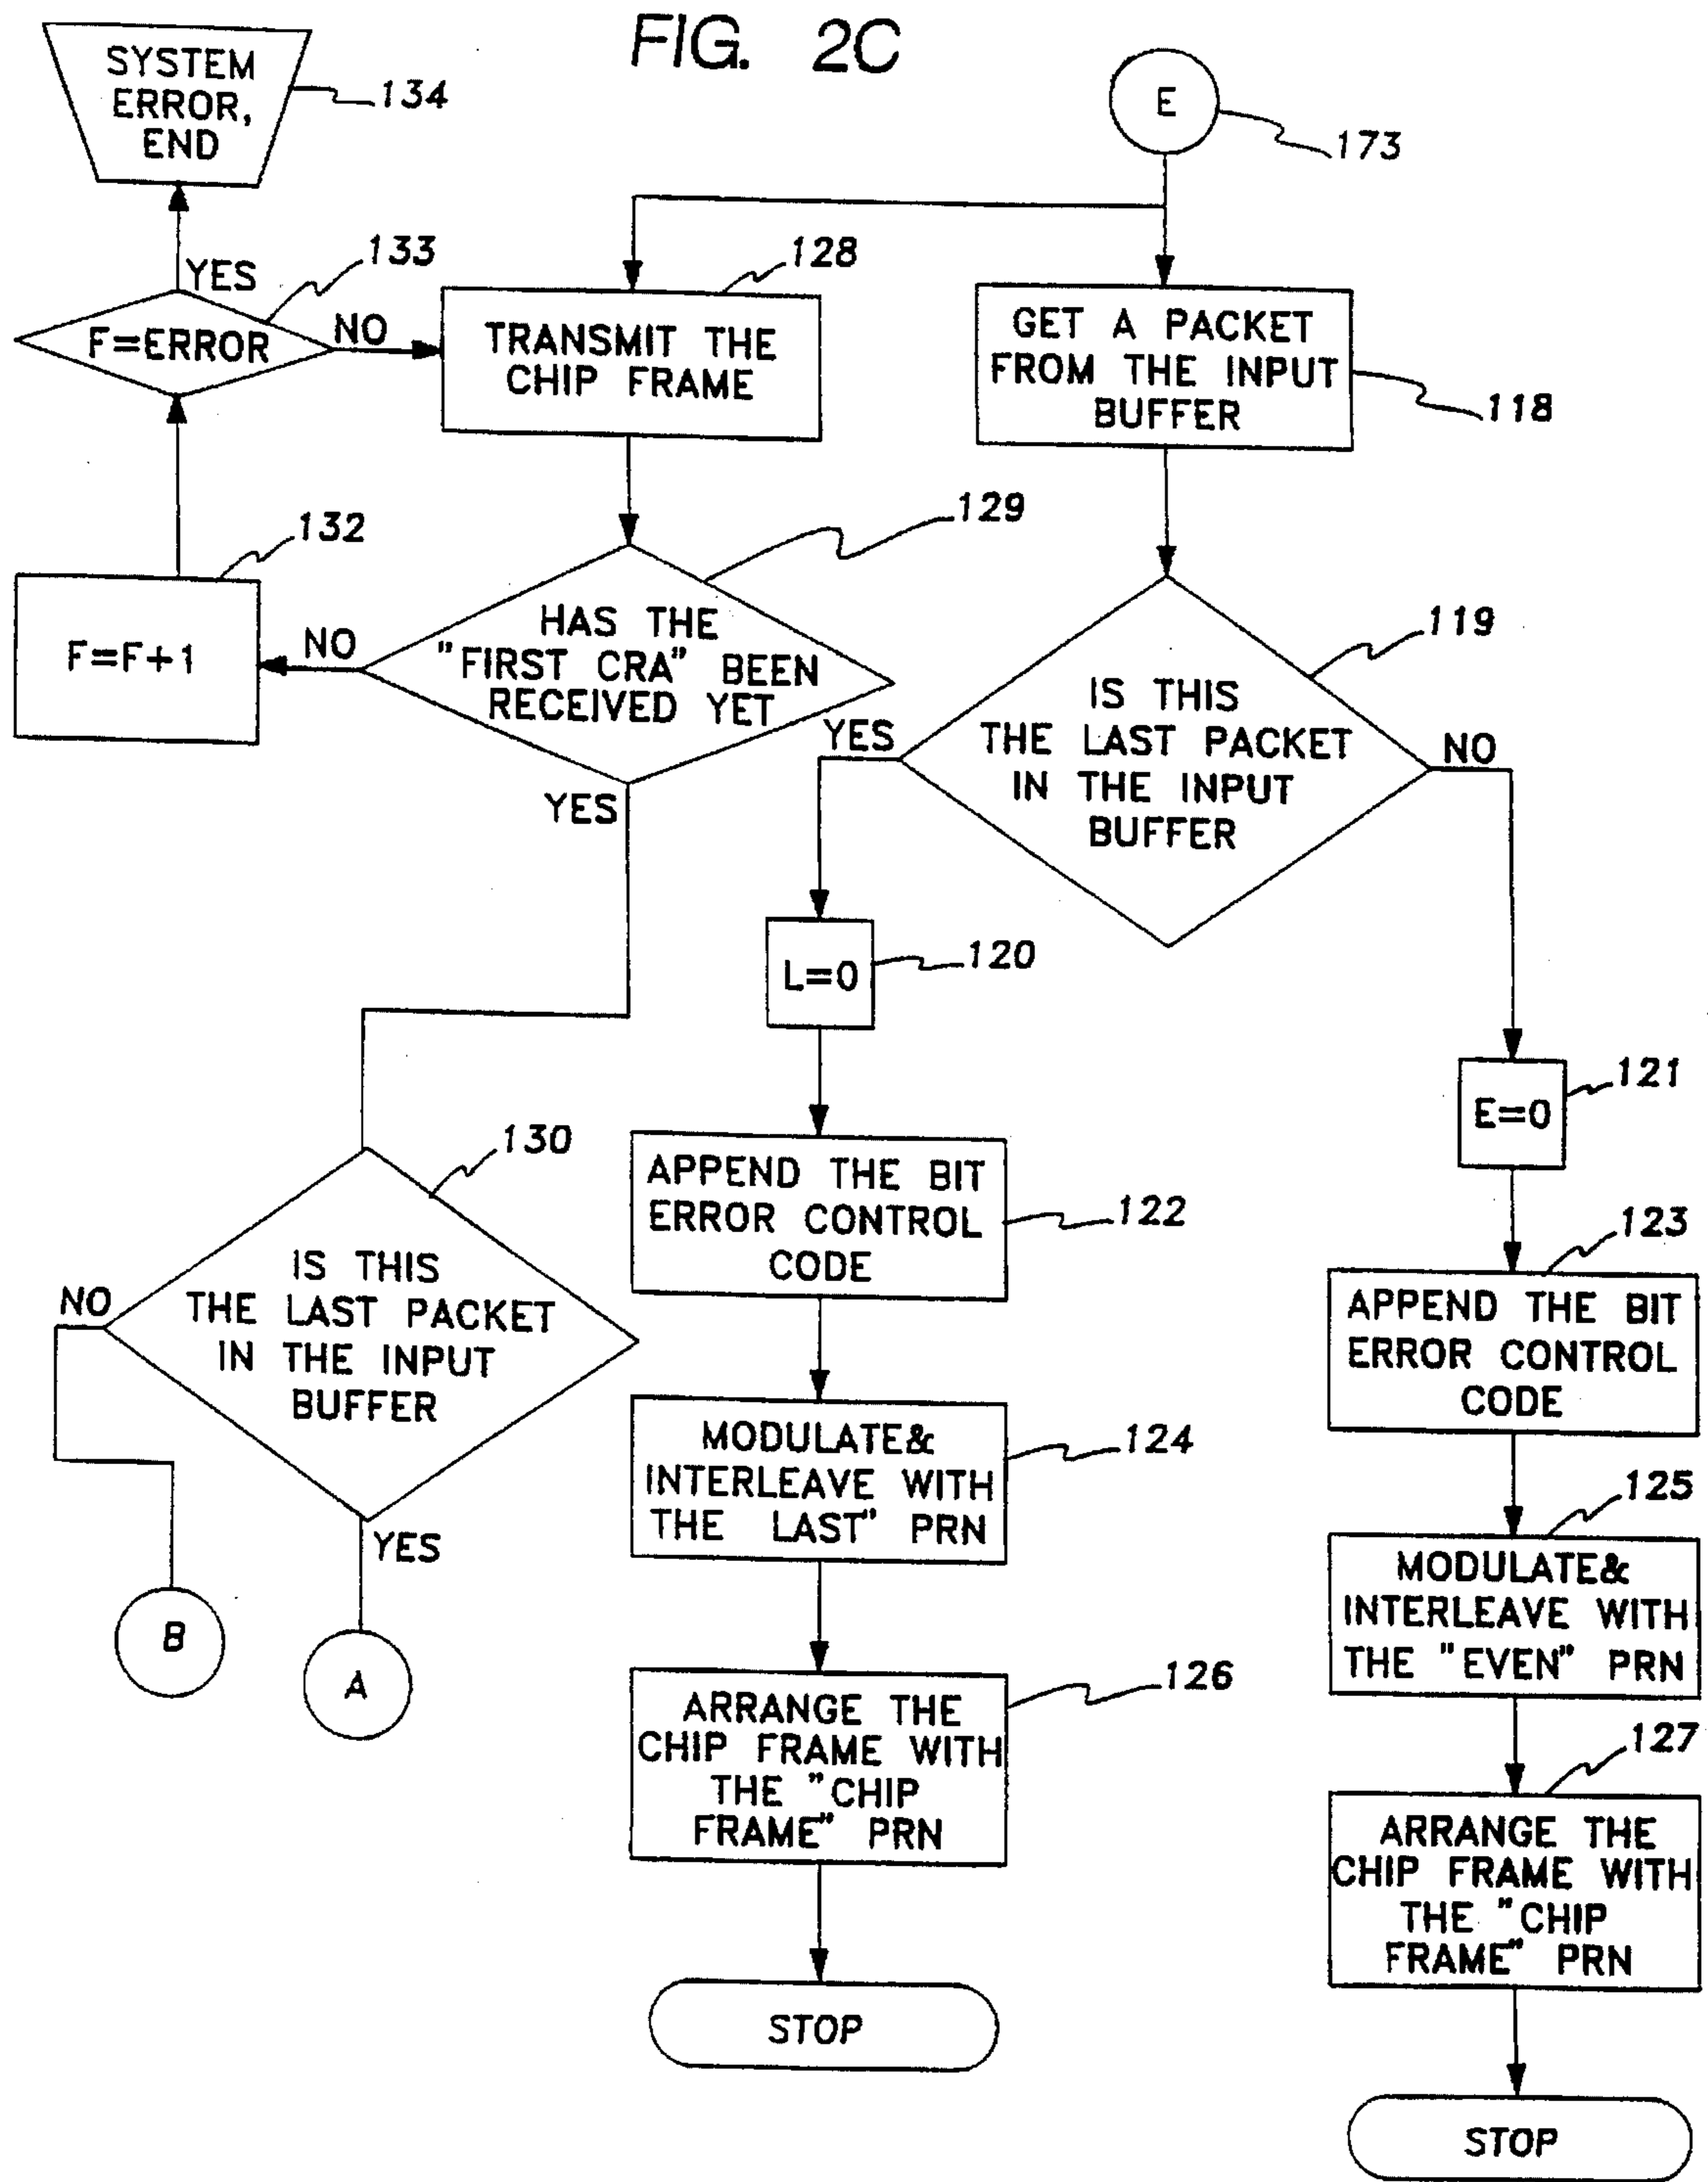 FIG. 2C
SYSTEM
ERROR,
END
134
E
173
YES
133
F=ERROR
NO
128
TRANSMIT THE
CHIP FRAME
GET A PACKET
FROM THE INPUT
BUFFER
118
132
F=F+1
NO
129
HAS THE
"FIRST CRA" BEEN
RECEIVED YET
YES
119
IS THIS
THE LAST PACKET
IN THE INPUT
BUFFER
YES
NO
L=0
120
E=0
121
130
IS THIS
THE LAST PACKET
IN THE INPUT
BUFFER
NO
YES
B
A
APPEND THE BIT
ERROR CONTROL
CODE
122
123
APPEND THE BIT
ERROR CONTROL
CODE
MODULATE&
INTERLEAVE WITH
THE LAST" PRN
124
125
MODULATE&
INTERLEAVE WITH
THE "EVEN" PRN
ARRANGE THE
CHIP FRAME WITH
THE "CHIP
FRAME" PRN
126
127
ARRANGE THE
CHIP FRAME WITH
THE "CHIP
FRAME" PRN
STOP
STOP